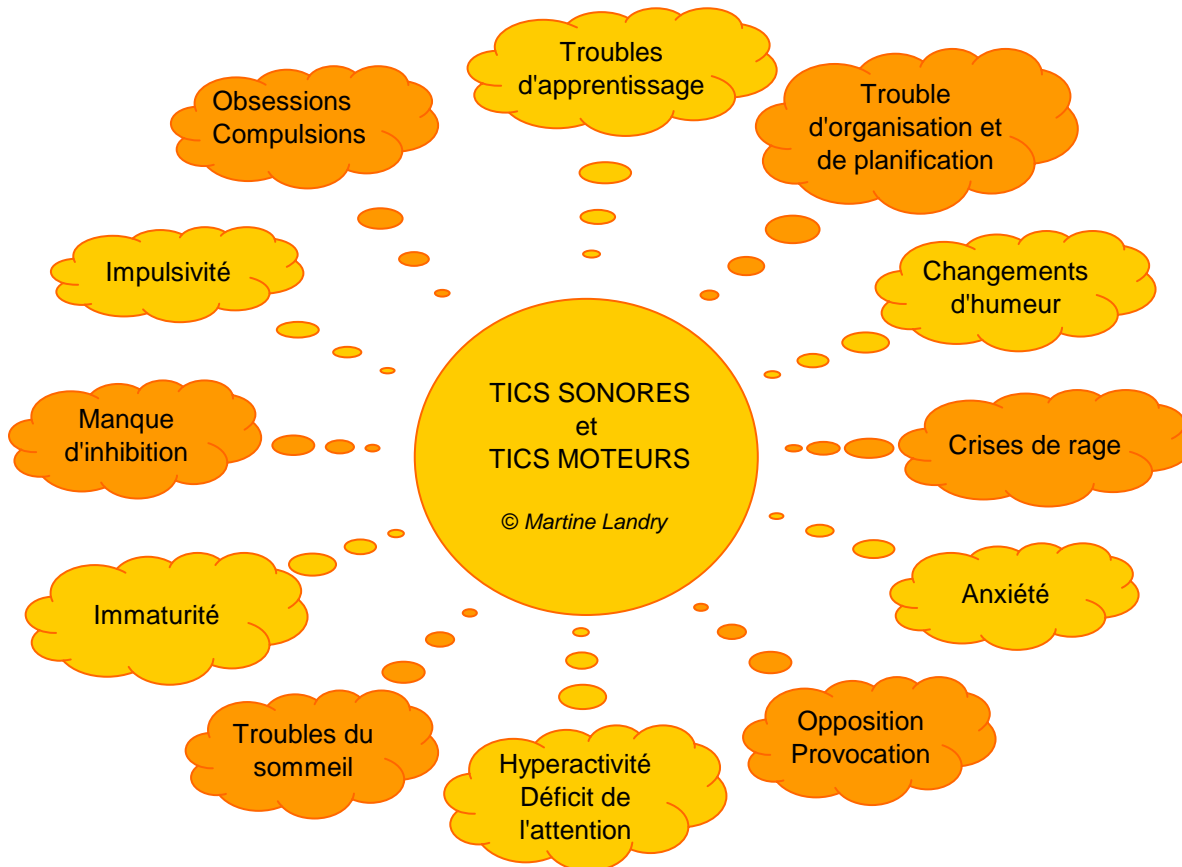 Troubles
d'apprentissage
Obsessions
Compulsions
Trouble
d'organisation et
de planification
Impulsivité
Changements
d'humeur
TICS SONORES
et
TICS MOTEURS
© Martine Landry
Manque
d'inhibition
Crises de rage
Immaturité
Anxiété
Troubles du
sommeil
Hyperactivité
Déficit de
l'attention
Opposition
Provocation